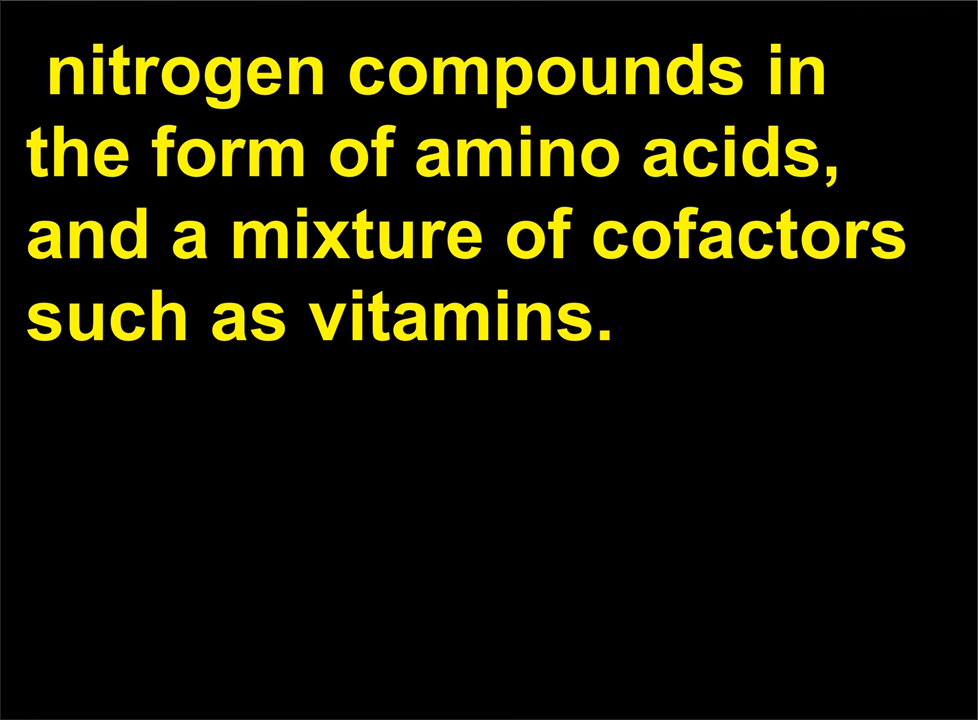 nitrogen compounds in
the form of amino acids,
and a mixture of cofactors
such as vitamins.